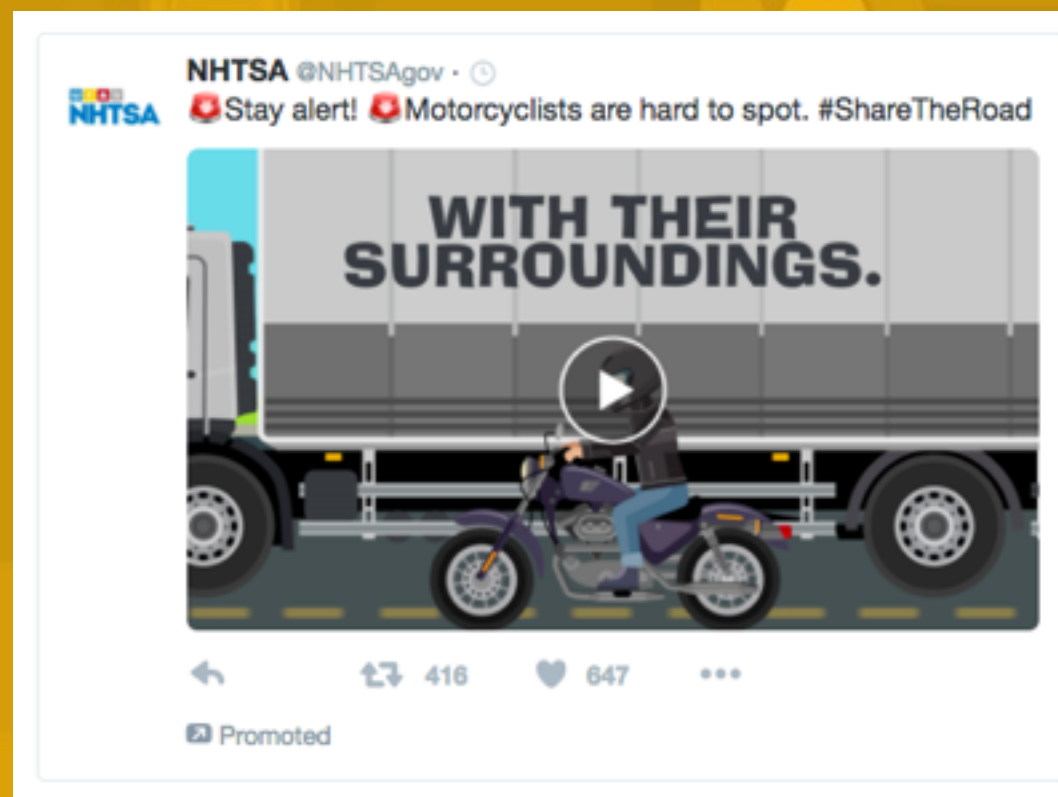 NHTSA @NHTSAgov ·
NHTSA
🚨Stay alert! 🚨Motorcyclists are hard to spot. #ShareTheRoad
WITH THEIR
SURROUNDINGS.
416 647
Promoted